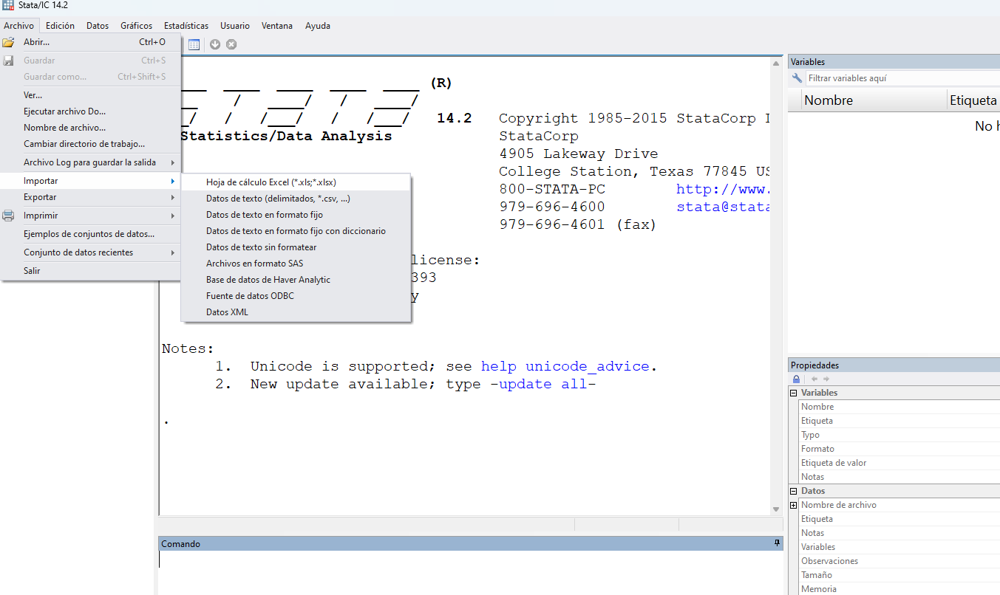 Stata/IC 14.2
Archivo Edición Datos Gráficos Estadísticas Usuario Ventana Ayuda
Abrir... Ctrl+O
Guardar Ctrl+S
Guardar como... Ctrl+Shift+S
Ver...
Ejecutar archivo Do...
Nombre de archivo...
Cambiar directorio de trabajo...
Archivo Log para guardar la salida
Importar
Exportar
Imprimir
Ejemplos de conjuntos de datos...
Conjunto de datos recientes
Salir
Hoja de cálculo Excel (*.xls;*.xlsx)
Datos de texto (delimitados, *.csv, ...)
Datos de texto en formato fijo
Datos de texto en formato fijo con diccionario
Datos de texto sin formatear
Archivos en formato SAS
Base de datos de Haver Analytic
Fuente de datos ODBC
Datos XML
(R)
14.2 Copyright 1985-2015 StataCorp
Statistics/Data Analysis StataCorp
4905 Lakeway Drive
College Station, Texas 77845
800-STATA-PC http://www.
979-696-4600 stata@stata
979-696-4601 (fax)
license:
393
y
Notes:
1. Unicode is supported; see help unicode_advice.
2. New update available; type -update all-
.
Comando
Variables
Filtrar variables aquí
Nombre Etiqueta
No
Propiedades
Variables
Nombre
Etiqueta
Typo
Formato
Etiqueta de valor
Notas
Datos
Nombre de archivo
Etiqueta
Notas
Variables
Observaciones
Tamaño
Memoria